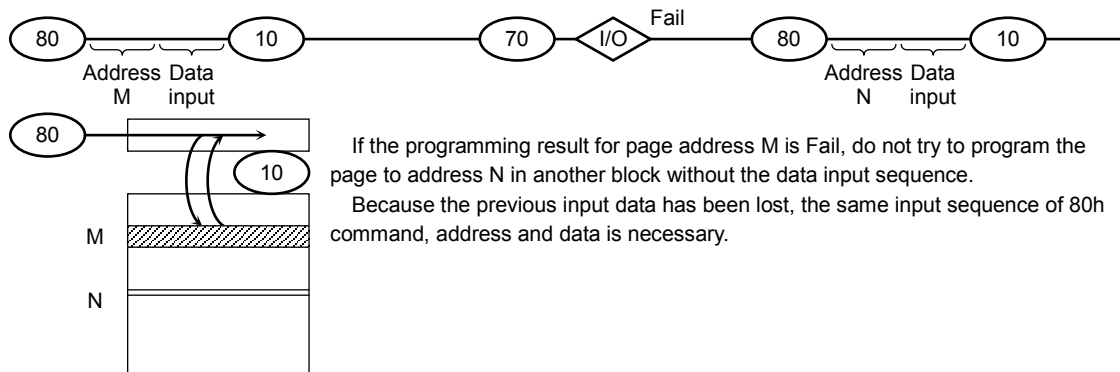 Fail
80 10 70 I/O 80 10
Address Data Address Data
M input N input
80
If the programming result for page address M is Fail, do not try to program the
10
page to address N in another block without the data input sequence.
Because the previous input data has been lost, the same input sequence of 80h
M
command, address and data is necessary.
N